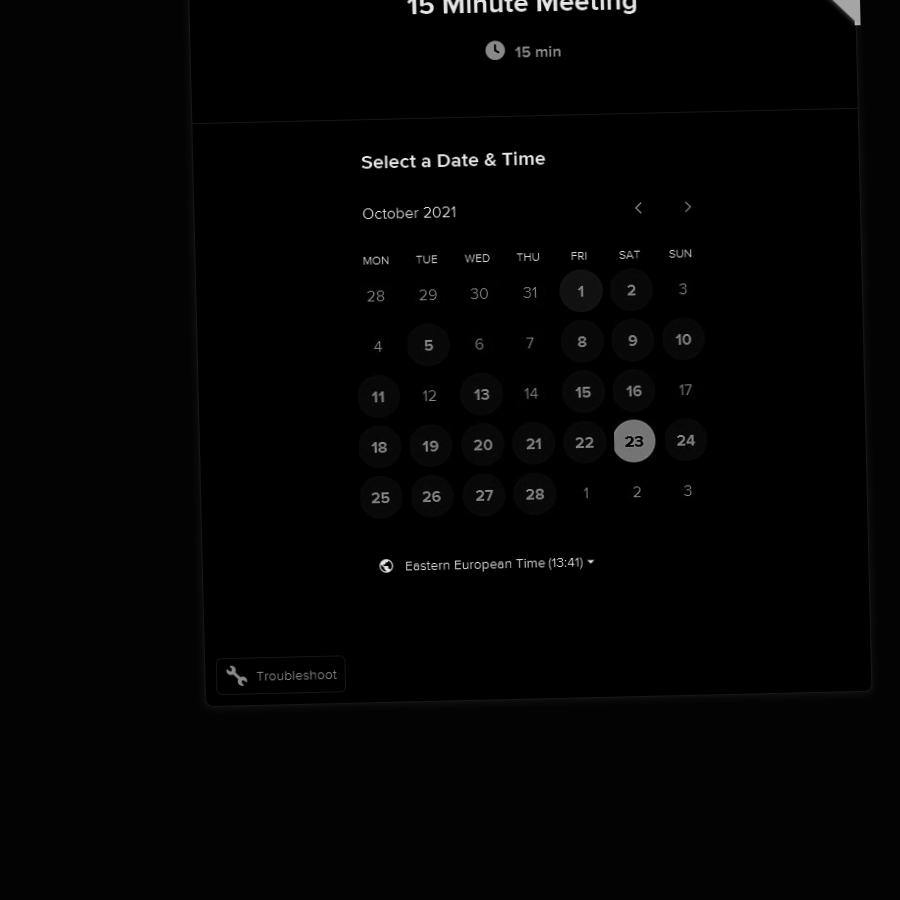 15 Minute Meeting
15 min
Select a Date & Time
October 2021
MON TUE WED THU FRI SAT SUN
28 29 30 31 1 2 3
4 5 6 7 8 9 10
11 12 13 14 15 16 17
18 19 20 21 22 23 24
25 26 27 28 1 2 3
Eastern European Time (13:41)
Troubleshoot